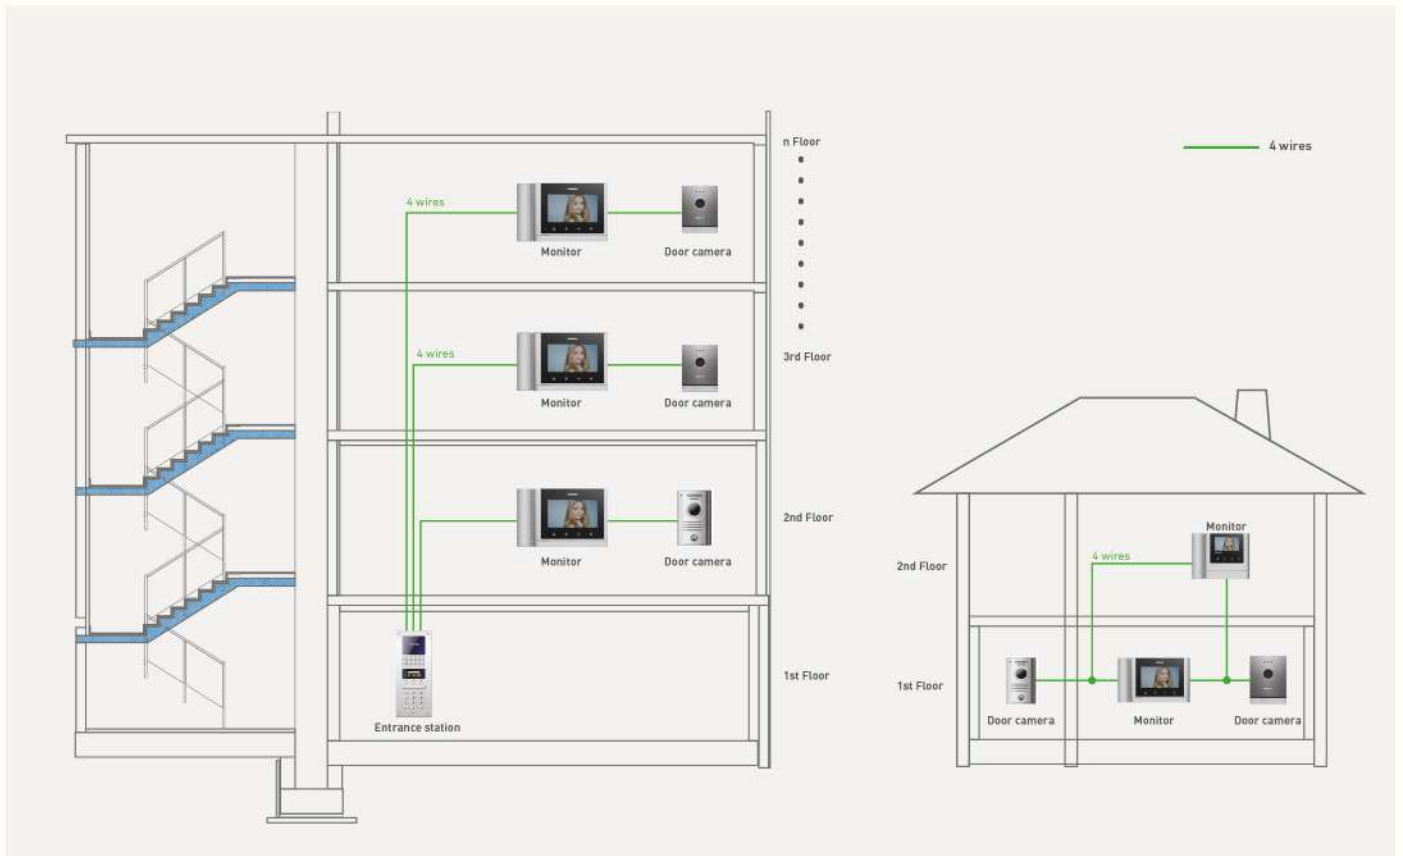 n Floor
4 wires
4 wires
Monitor
Door camera
4 wires
3rd Floor
Monitor
Door camera
2nd Floor
Monitor
Door camera
1st Floor
Entrance station
Monitor
4 wires
2nd Floor
1st Floor
Door camera
Monitor
Door camera